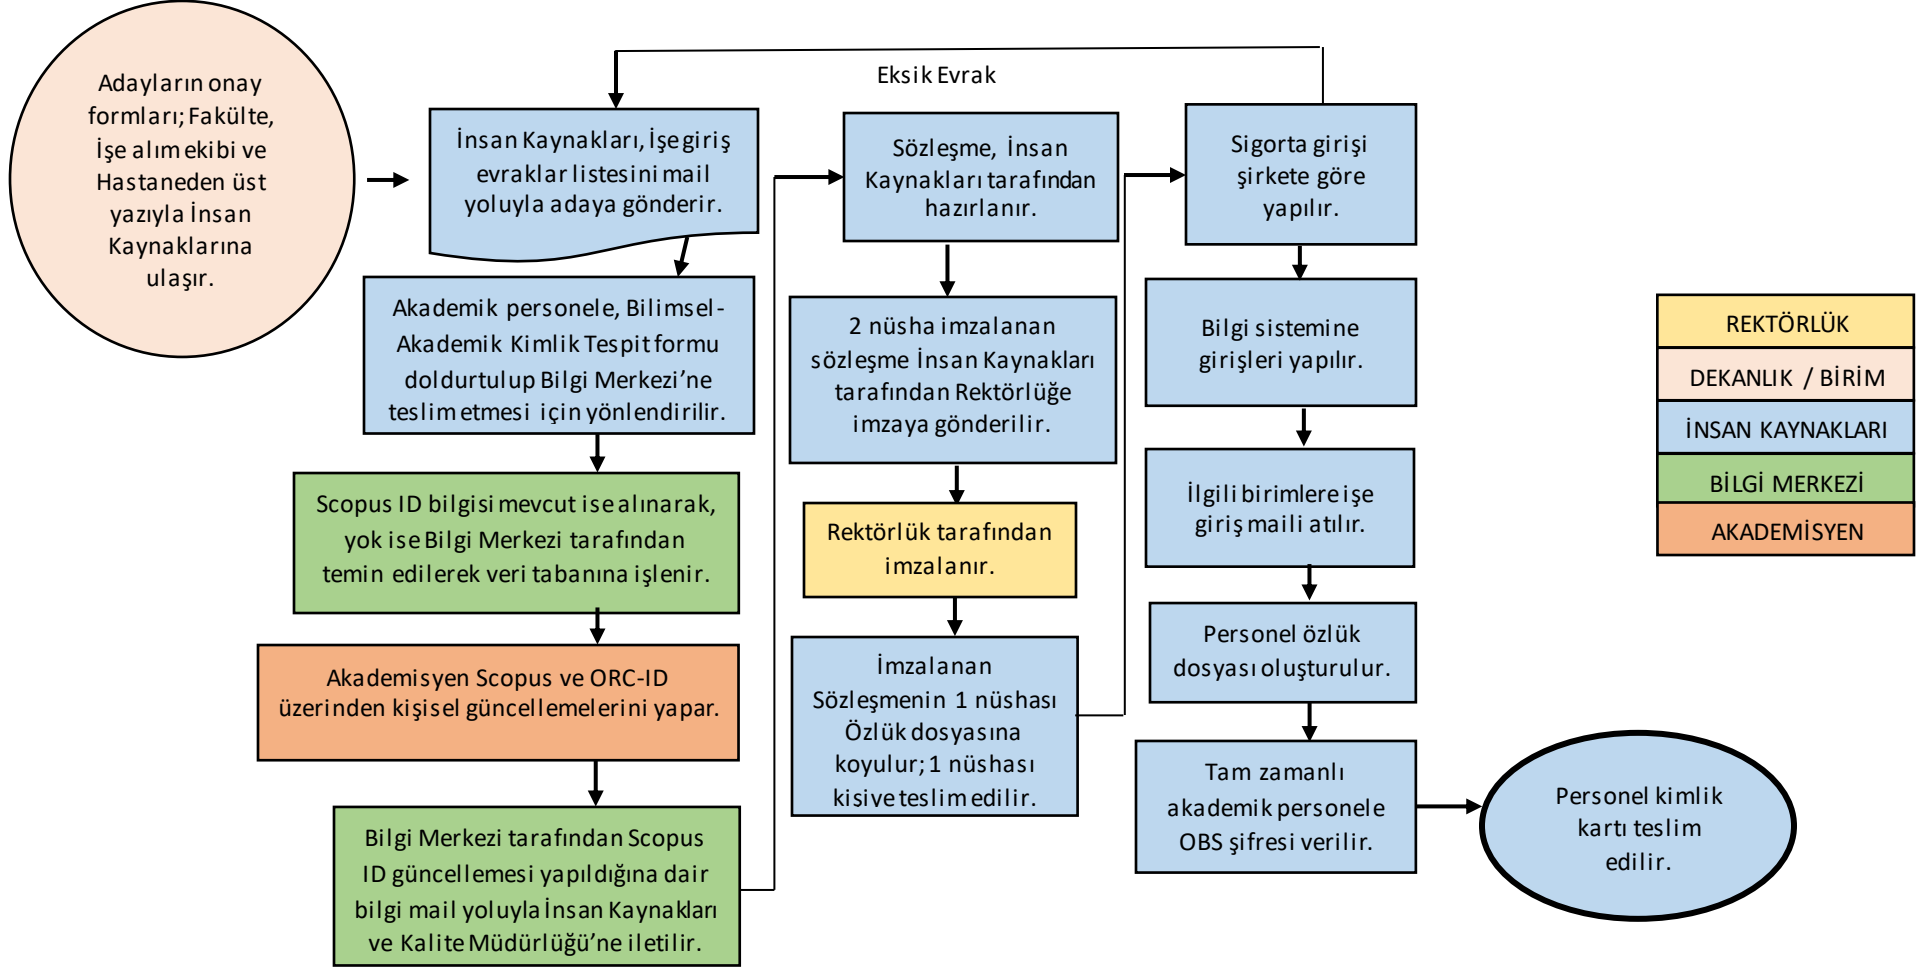 Adayların onay
formları; Fakülte,
İşe alım ekibi ve
Hastaneden üst
yazıyla İnsan
Kaynaklarına
ulaşır.
Eksik Evrak
İnsan Kaynakları, İşe giriş
evraklar listesini mail
yoluyla adaya gönderir.
Akademik personele, Bilimsel-
Akademik Kimlik Tespit formu
doldurtulup Bilgi Merkezi’ne
teslim etmesi için yönlendirilir.
Scopus ID bilgisi mevcut ise alınarak,
yok ise Bilgi Merkezi tarafından
temin edilerek veri tabanına işlenir.
Akademisyen Scopus ve ORC-ID
üzerinden kişisel güncellemelerini yapar.
Bilgi Merkezi tarafından Scopus
ID güncellemesi yapıldığına dair
bilgi mail yoluyla İnsan Kaynakları
ve Kalite Müdürlüğü’ne iletilir.
Sözleşme, İnsan
Kaynakları tarafından
hazırlanır.
2 nüsha imzalanan
sözleşme İnsan Kaynakları
tarafından Rektörlüğe
imzaya gönderilir.
Rektörlük tarafından
imzalanır.
İmzalanan
Sözleşmenin 1 nüshası
Özlük dosyasına
koyulur; 1 nüshası
kişiye teslim edilir.
Sigorta girişi
şirkete göre
yapılır.
Bilgi sistemine
girişleri yapılır.
İlgili birimlere işe
giriş maili atılır.
Personel özlük
dosyası oluşturulur.
Tam zamanlı
akademik personele
OBS şifresi verilir.
Personel kimlik
kartı teslim
edilir.
REKTÖRLÜK
DEKANLIK / BİRİM
İNSAN KAYNAKLARI
BİLGİ MERKEZİ
AKADEMİSYEN